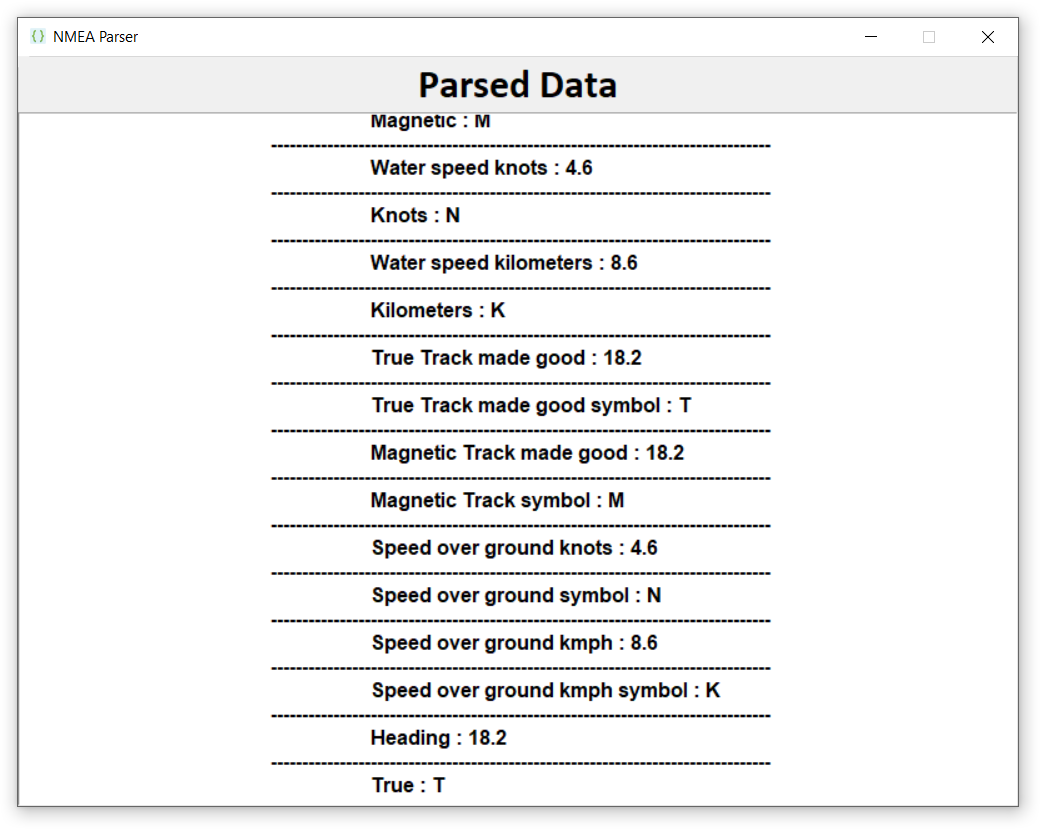 NMEA Parser
Parsed Data
Magnetic : M
--------------------------------------------------------------------------------
Water speed knots : 4.6
--------------------------------------------------------------------------------
Knots : N
--------------------------------------------------------------------------------
Water speed kilometers : 8.6
--------------------------------------------------------------------------------
Kilometers : K
--------------------------------------------------------------------------------
True Track made good : 18.2
--------------------------------------------------------------------------------
True Track made good symbol : T
--------------------------------------------------------------------------------
Magnetic Track made good : 18.2
--------------------------------------------------------------------------------
Magnetic Track symbol : M
--------------------------------------------------------------------------------
Speed over ground knots : 4.6
--------------------------------------------------------------------------------
Speed over ground symbol : N
--------------------------------------------------------------------------------
Speed over ground kmph : 8.6
--------------------------------------------------------------------------------
Speed over ground kmph symbol : K
--------------------------------------------------------------------------------
Heading : 18.2
--------------------------------------------------------------------------------
True : T